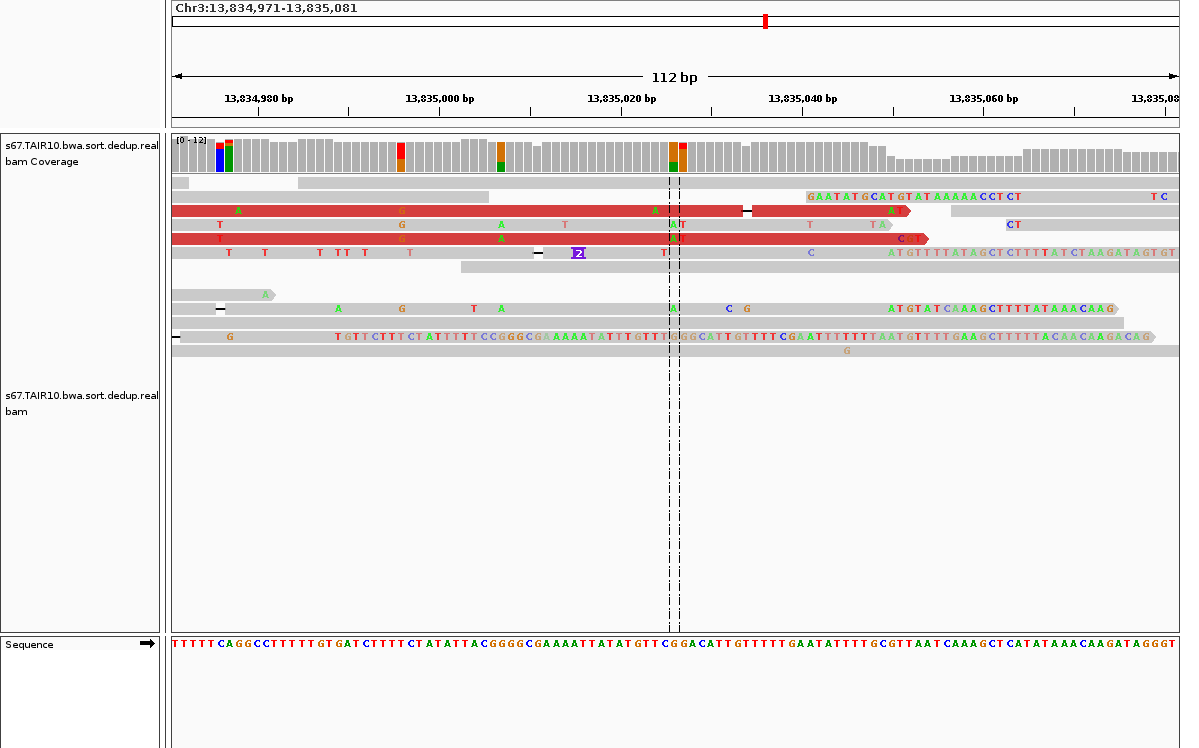 Chr3:13,834,971-13,835,081
112 bp
13,834,980 bp 13,835,000 bp 13,835,020 bp 13,835,040 bp 13,835,060 bp 13,835,08
s67.TAIR10.bwa.sort.dedup.real
bam Coverage
[0 - 12]
GAATATGCATGTATAAAAACCTCT TC
A G A AT
T G A T AT T TA CT
T G A AT CGT
T T T TT T T 2 T C ATGTTTTATAGCTCTTTTATCTAAGATAGTGT
A
A G T A A C G ATGTATCAAAGCTTTTATAAACAAG
G TGTTCTTTCTATTTTTCCGGGCGAAAAATATTTGTTTGGGCATTGTTTTCGAATTTTTTTAATGTTTTGAAGCTTTTTACAACAAGACAG
G
s67.TAIR10.bwa.sort.dedup.real
bam
Sequence
TTTTTCAGGCCTTTTTGTGATCTTTTCTATATTACGGGGCGAAAATTATATGTTCGGACATTGTTTTTGAATATTTTGCGTTAATCAAAGCTCATATAAACAAGATAGGGT